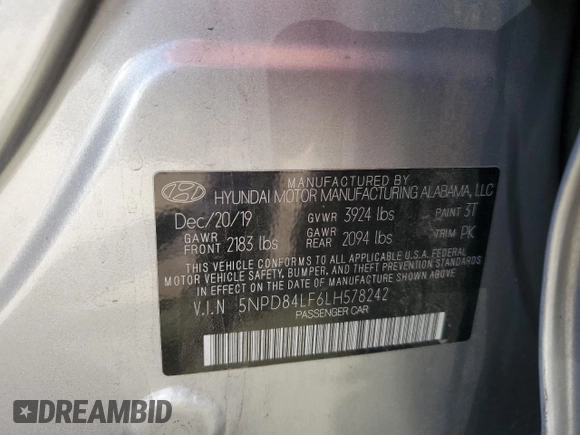 MANUFACTURED BY
HYUNDAI MOTOR MANUFACTURING ALABAMA, LLC
Dec/20/19 GVWR 3924 lbs PAINT 3T
GAWR FRONT 2183 lbs GAWR REAR 2094 lbs TRIM PK
THIS VEHICLE CONFORMS TO ALL APPLICABLE U.S.A. FEDERAL
MOTOR VEHICLE SAFETY, BUMPER, AND THEFT PREVENTION
STANDARDS IN EFFECT ON THE DATE OF MANUFACTURE
SHOWN ABOVE.
V.I.N 5NPD84LF6LH578242
PASSENGER CAR
DREAMBID